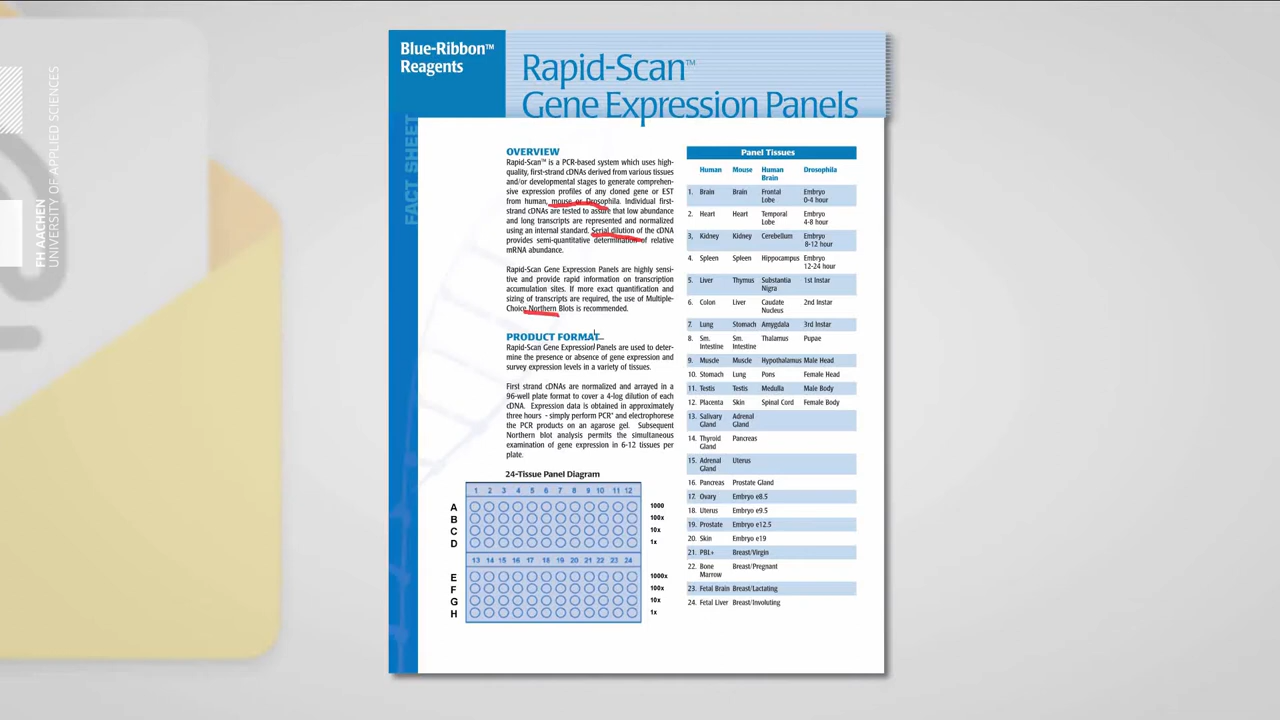 FH AACHEN
UNIVERSITY OF APPLIED SCIENCES
Blue-Ribbon™
Reagents
Rapid-Scan™
Gene Expression Panels
FACT SHEET
OVERVIEW
Rapid-Scan™ is a PCR-based system which uses high-
quality, first-strand cDNAs derived from various tissues
and/or developmental stages to generate comprehen-
sive expression profiles of any cloned gene or EST
from human, mouse or Drosophila. Individual first-
strand cDNAs are tested to assure that low abundance
and long transcripts are represented and normalized
using an internal standard. Serial dilution of the cDNA
provides semi-quantitative determination of relative
mRNA abundance.
Rapid-Scan Gene Expression Panels are highly sensi-
tive and provide rapid information on transcription
accumulation sites. If more exact quantification and
sizing of transcripts are required, the use of Multiple-
Choice Northern Blots is recommended.
PRODUCT FORMAT
Rapid-Scan Gene Expression Panels are used to deter-
mine the presence or absence of gene expression and
survey expression levels in a variety of tissues.
First strand cDNAs are normalized and arrayed in a
96-well plate format to cover a 4-log dilution of each
cDNA. Expression data is obtained in approximately
three hours - simply perform PCR* and electrophorese
the PCR products on an agarose gel. Subsequent
Northern blot analysis permits the simultaneous
examination of gene expression in 6-12 tissues per
plate.
24-Tissue Panel Diagram
1 2 3 4 5 6 7 8 9 10 11 12
A 1000
B 100x
C 10x
D 1x
13 14 15 16 17 18 19 20 21 22 23 24
E 1000x
F 100x
G 10x
H 1x
Panel Tissues
Human Mouse Human Drosophila
Brain
1. Brain Brain Frontal Embryo
Lobe 0-4 hour
2. Heart Heart Temporal Embryo
Lobe 4-8 hour
3, Kidney Kidney Cerebellum Embryo
8-12 hour
4. Spleen Spleen Hippocampus Embryo
12-24 hour
5. Liver Thymus Substantia 1st Instar
Nigra
6. Colon Liver Caudate 2nd Instar
Nucleus
7. Lung Stomach Amygdala 3rd Instar
8. Sm. Sm. Thalamus Pupae
Intestine Intestine
9. Muscle Muscle Hypothalamus Male Head
10. Stomach Lung Pons Female Head
11. Testis Testis Medulla Male Body
12. Placenta Skin Spinal Cord Female Body
13. Salivary Adrenal
Gland Gland
14. Thyroid Pancreas
Gland
15. Adrenal Uterus
Gland
16. Pancreas Prostate Gland
17. Ovary Embryo e8.5
18. Uterus Embryo e9.5
19. Prostate Embryo e12.5
20. Skin Embryo e19
21. PBL+ Breast/Virgin
22. Bone Breast/Pregnant
Marrow
23. Fetal Brain Breast/Lactating
24. Fetal Liver Breast/Involuting